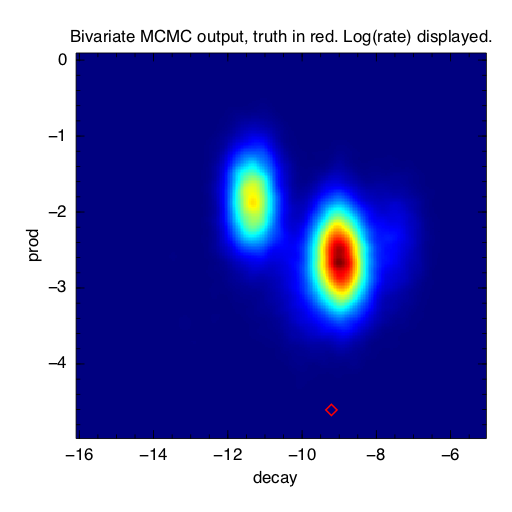 Bivariate MCMC output, truth in red. Log(rate) displayed.
0
−1
−2
−3
−4
prod
−16 −14 −12 −10 −8 −6
decay